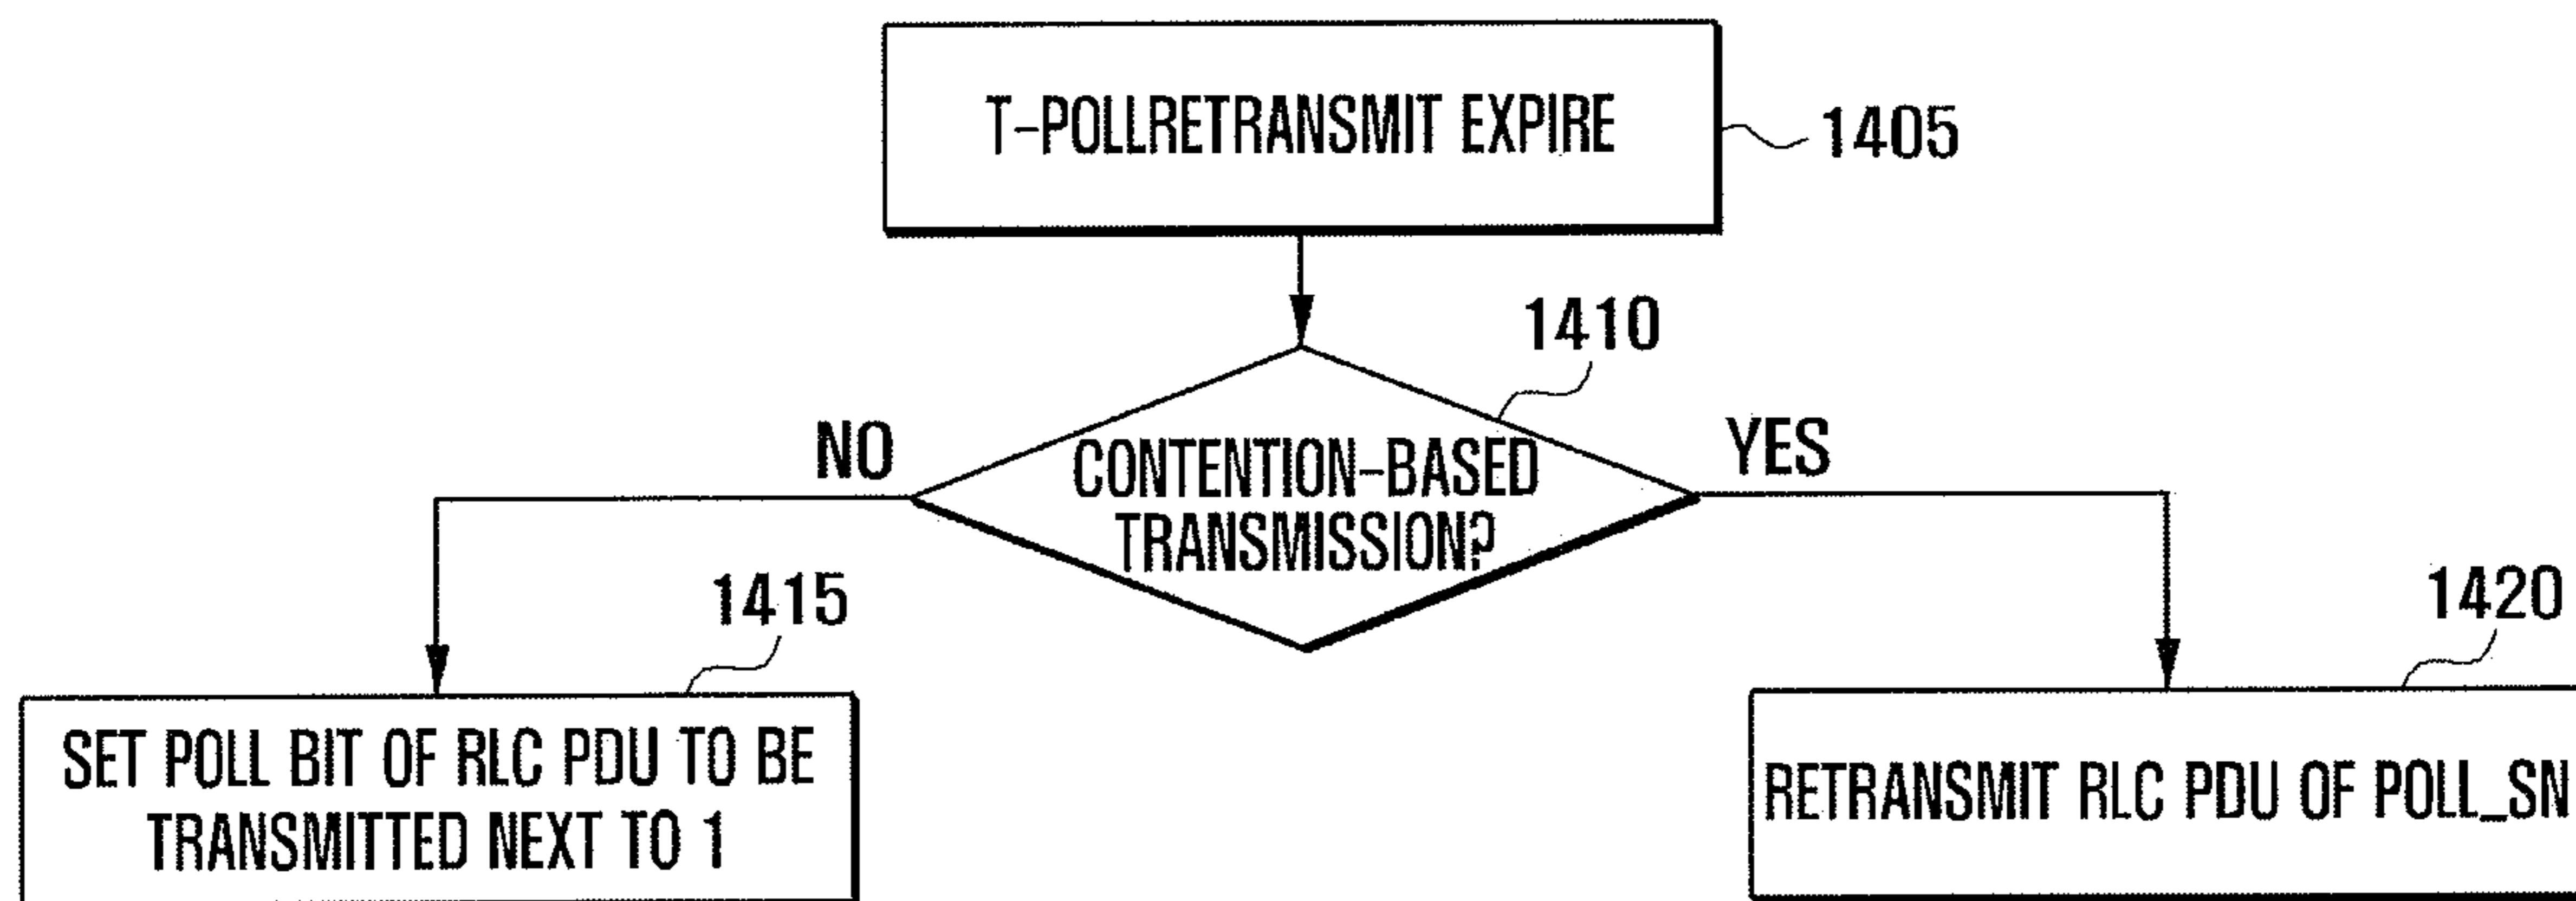 T-POLLRETRANSMIT EXPIRE
1405
1410
NO
CONTENTION-BASED
TRANSMISSION?
YES
1415
1420
SET POLL BIT OF RLC PDU TO BE
TRANSMITTED NEXT TO 1
RETRANSMIT RLC PDU OF POLL_SN